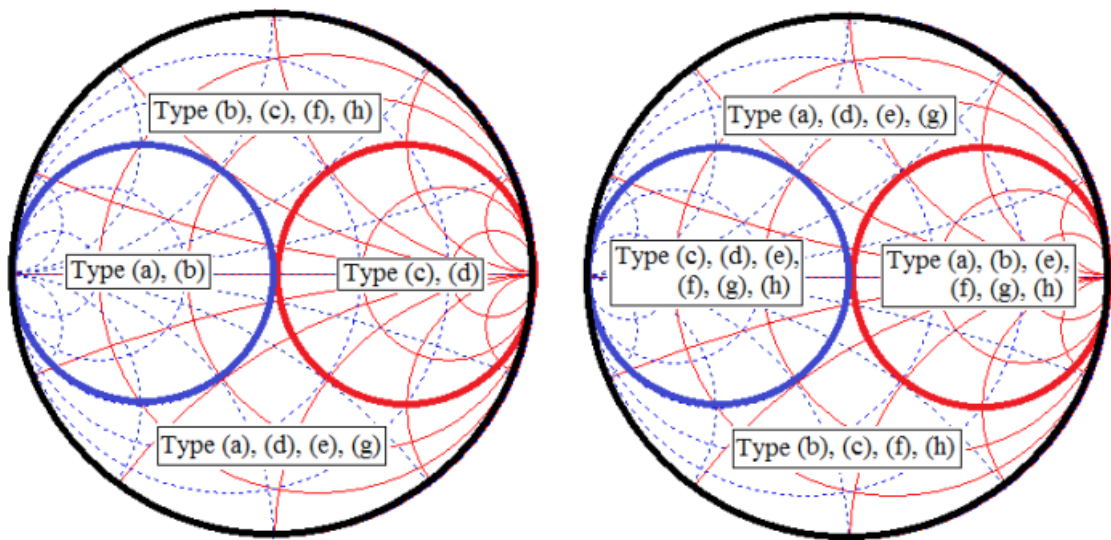 Type (b), (c), (f), (h)
Type (a), (b)
Type (c), (d)
Type (a), (d), (e), (g)
Type (a), (d), (e), (g)
Type (c), (d), (e),
(f), (g), (h)
Type (a), (b), (e),
(f), (g), (h)
Type (b), (c), (f), (h)